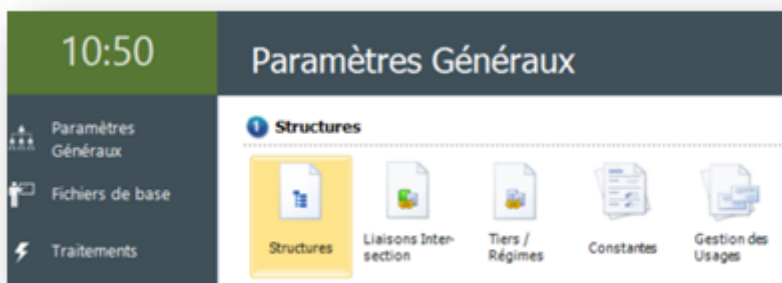 10:50
Paramètres Généraux
Paramètres
Généraux
Fichiers de base
Traitements
1 Structures
Structures
Liaisons Inter-
section
Tiers /
Régimes
Constantes
Gestion des
Usages